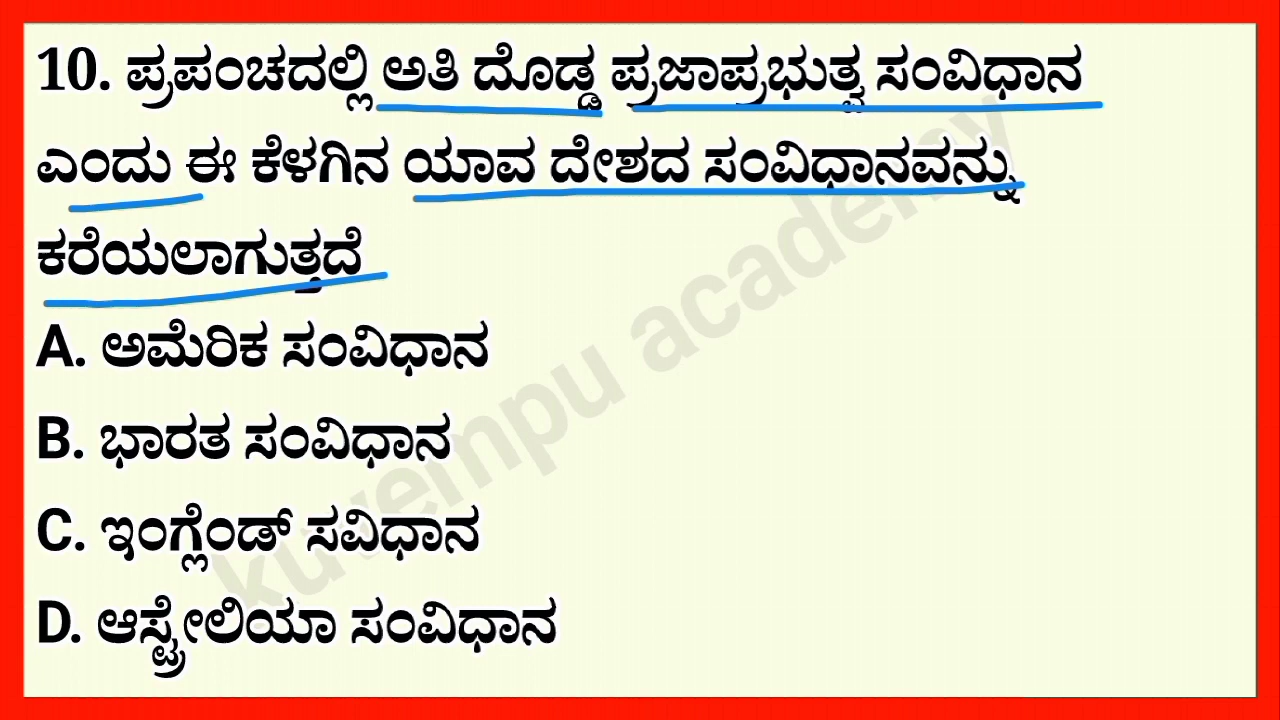 10. ಪ್ರಪಂಚದಲ್ಲಿ ಅತಿ ದೊಡ್ಡ ಪ್ರಜಾಪ್ರಭುತ್ವ ಸಂವಿಧಾನ
ಎಂದು ಈ ಕೆಳಗಿನ ಯಾವ ದೇಶದ ಸಂವಿಧಾನವನ್ನು
ಕರೆಯಲಾಗುತ್ತದೆ
A. ಅಮೆರಿಕ ಸಂವಿಧಾನ
B. ಭಾರತ ಸಂವಿಧಾನ
C. ಇಂಗ್ಲೆಂಡ್ ಸವಿಧಾನ
D. ಆಸ್ಟ್ರೇಲಿಯಾ ಸಂವಿಧಾನ
kuvempu academy